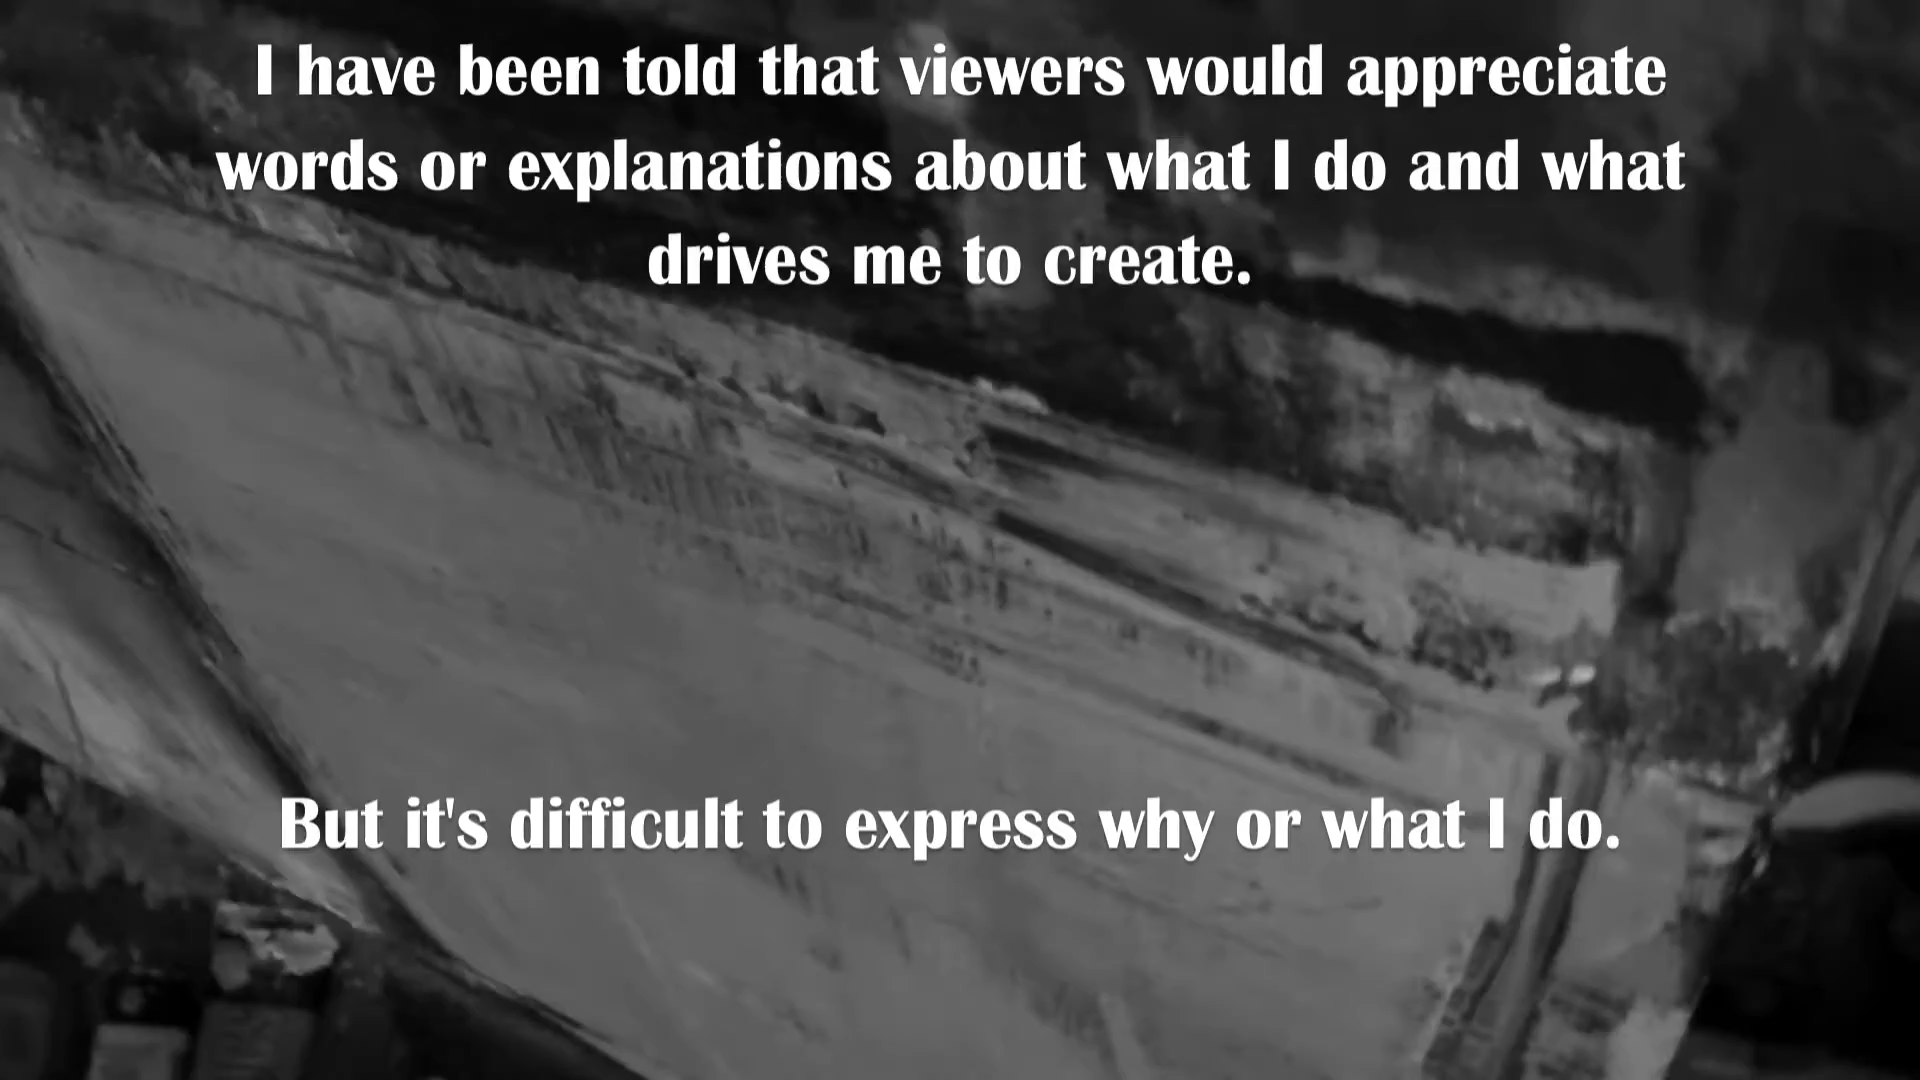 I have been told that viewers would appreciate
words or explanations about what I do and what
drives me to create.
But it's difficult to express why or what I do.